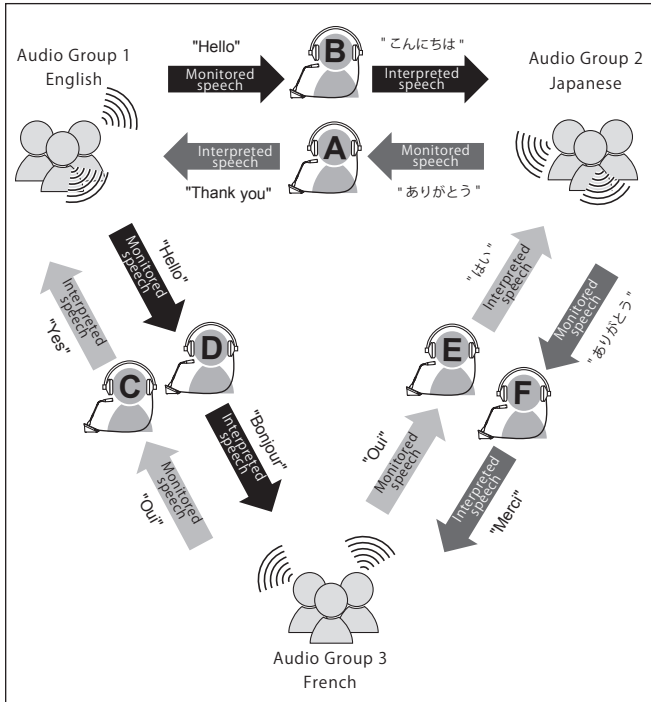 Audio Group 1
English
"Hello"
Monitored
speech
B
" こんにちは "
Interpreted
speech
Audio Group 2
Japanese
Interpreted
speech
"Thank you"
A
Monitored
speech
" ありがとう "
"Hello"
Monitored
speech
Interpreted
speech
"Yes"
" はい "
Interpreted
speech
Monitored
speech
" ありがとう "
D
C
E
F
"Bonjour"
Interpreted
speech
Monitored
speech
"Oui"
"Oui"
Monitored
speech
Interpreted
speech
"Merci"
Audio Group 3
French